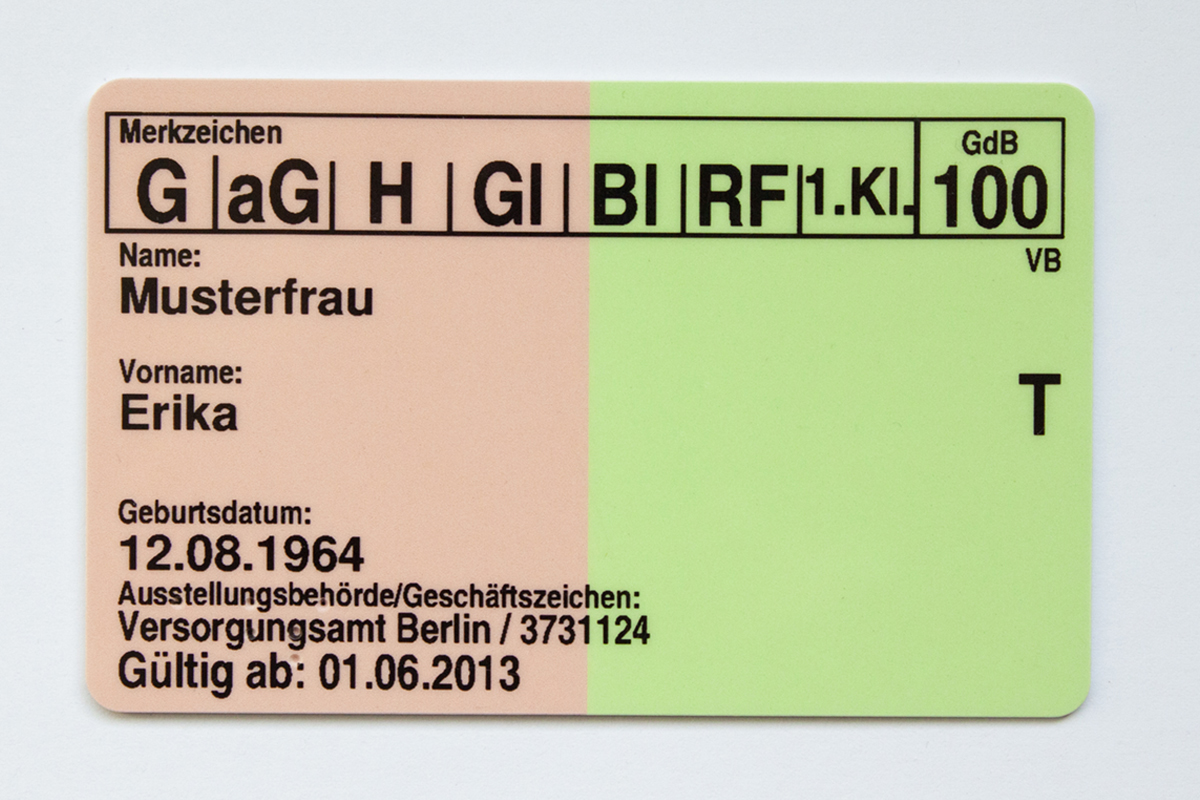 Merkzeichen GdB
G | aG | H | Gl | Bl | RF | 1.Kl. 100
Name: VB
Musterfrau
Vorname:
Erika T
Geburtsdatum:
12.08.1964
Ausstellungsbehörde/Geschäftszeichen:
Versorgungsamt Berlin / 3731124
Gültig ab: 01.06.2013